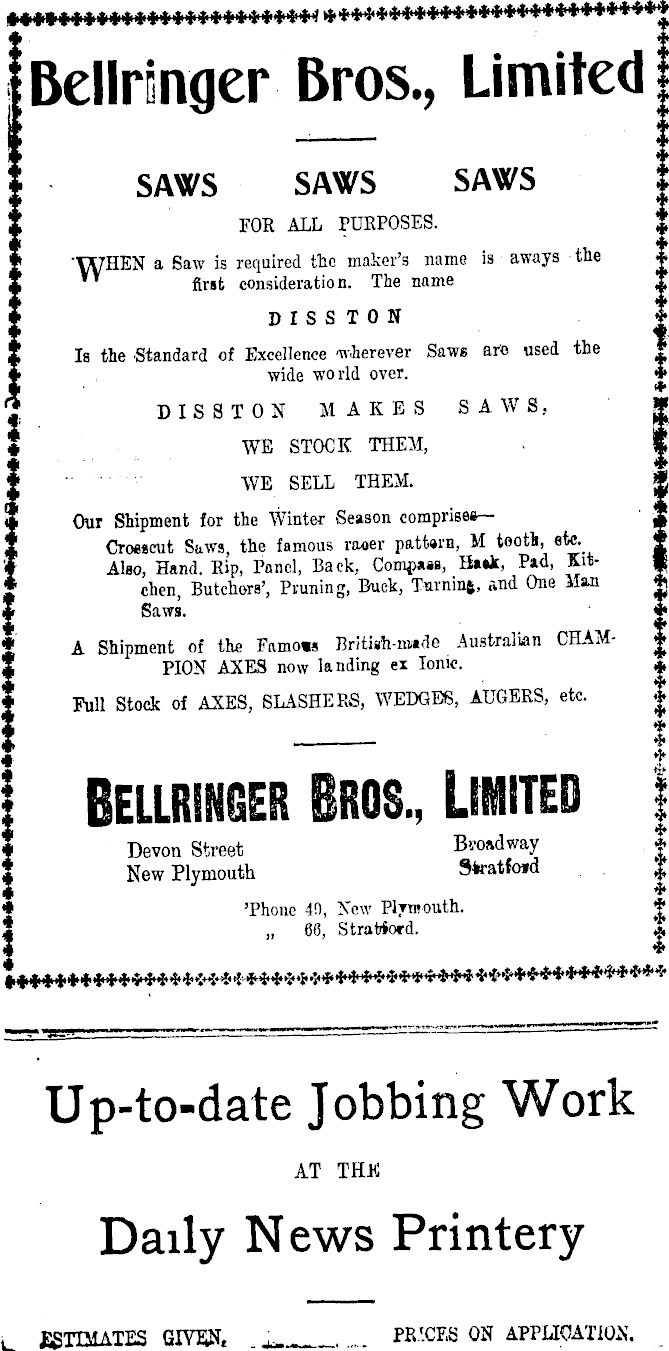 Bellringer Bros., Limited
SAWS SAWS SAWS
FOR ALL PURPOSES.
WHEN a Saw is required the maker's name is aways the
first consideration. The name
DISSTON
Is the Standard of Excellence wherever Saws are used the
wide world over.
DISSTON MAKES SAWS,
WE STOCK THEM,
WE SELL THEM.
Our Shipment for the Winter Season comprises—
Crosscut Saws, the famous racer pattern, M tooth, etc.
Also, Hand. Rip, Panel, Back, Compass, Hack, Pad, Kit-
chen, Butchers', Pruning, Buck, Turning, and One Man
Saws.
A Shipment of the Famous British-made Australian CHAM-
PION AXES now landing ex Ionic.
Full Stock of AXES, SLASHERS, WEDGES, AUGERS, etc.
BELLRINGER BROS., LIMITED
Devon Street Broadway
New Plymouth Stratford
'Phone 49, New Plymouth.
„ 66, Stratford.
Up-to-date Jobbing Work
AT THE
Daily News Printery
ESTIMATES GIVEN, PRICES ON APPLICATION.